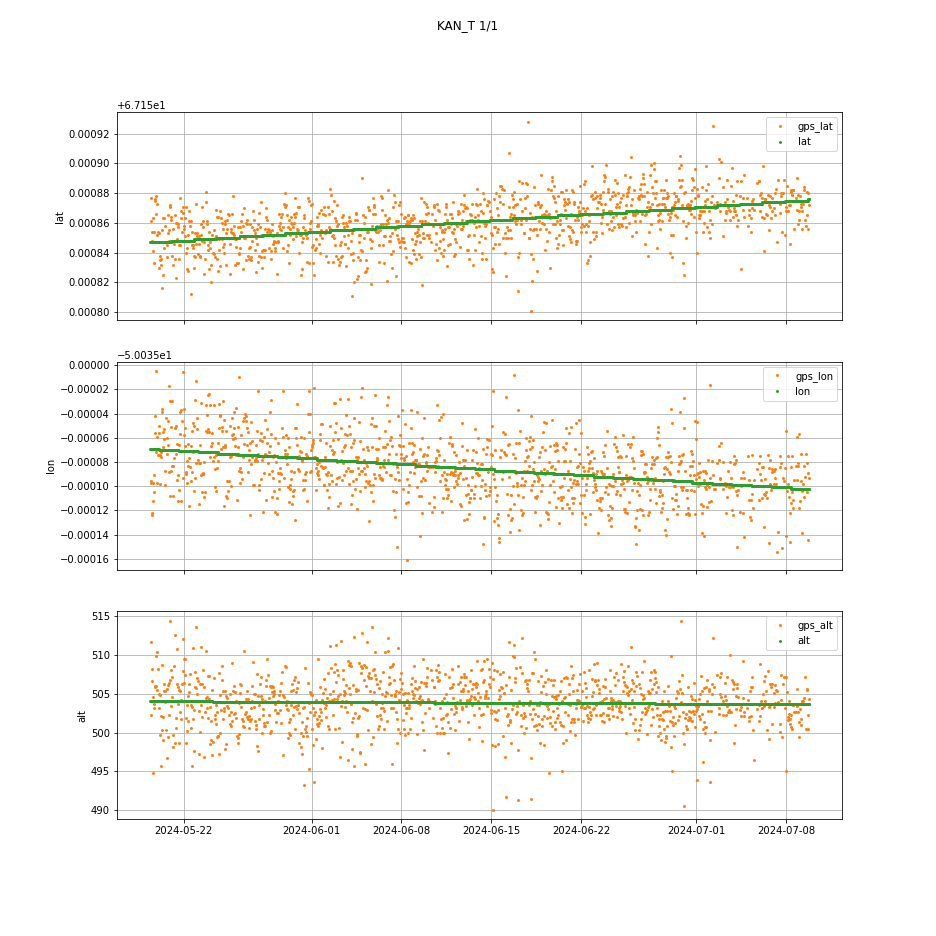 KAN_T 1/1
+6.715e1
gps_lat
lat
0.00092
0.00090
0.00088
0.00086
0.00084
0.00082
0.00080
lat
−5.0035e1
gps_lon
lon
0.00000
−0.00002
−0.00004
−0.00006
−0.00008
−0.00010
−0.00012
−0.00014
−0.00016
lon
gps_alt
alt
515
510
505
500
495
490
alt
2024-05-22
2024-06-01
2024-06-08
2024-06-15
2024-06-22
2024-07-01
2024-07-08